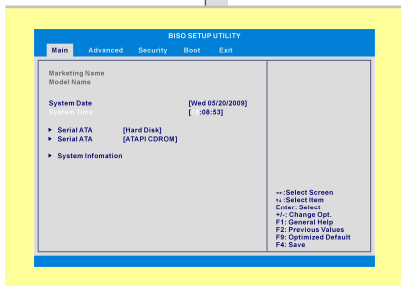 BISO SETUP UTILITY
Main Advanced Security Boot Exit
Marketing Name
Model Name
System Date [Wed 05/20/2009]
System Time [ :08:53]
▶ Serial ATA [Hard Disk]
▶ Serial ATA [ATAPI CDROM]
▶ System Infomation
↔:Select Screen
↑↓:Select Item
Enter: Select
+/-: Change Opt.
F1: General Help
F2: Previous Values
F9: Optimized Default
F4: Save